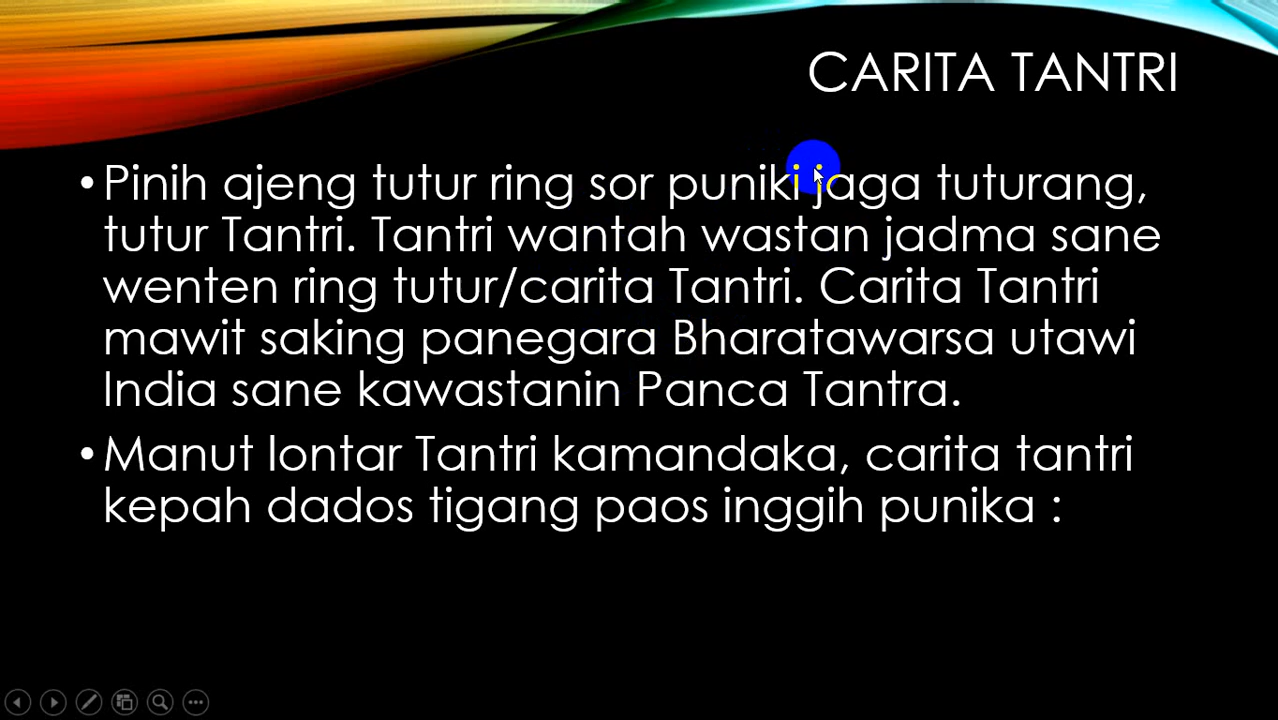 CARITA TANTRI
• Pinih ajeng tutur ring sor puniki jaga tuturang,
tutur Tantri. Tantri wantah wastan jadma sane
wenten ring tutur/carita Tantri. Carita Tantri
mawit saking panegara Bharatawarsa utawi
India sane kawastanin Panca Tantra.
• Manut lontar Tantri kamandaka, carita tantri
kepah dados tigang paos inggih punika :